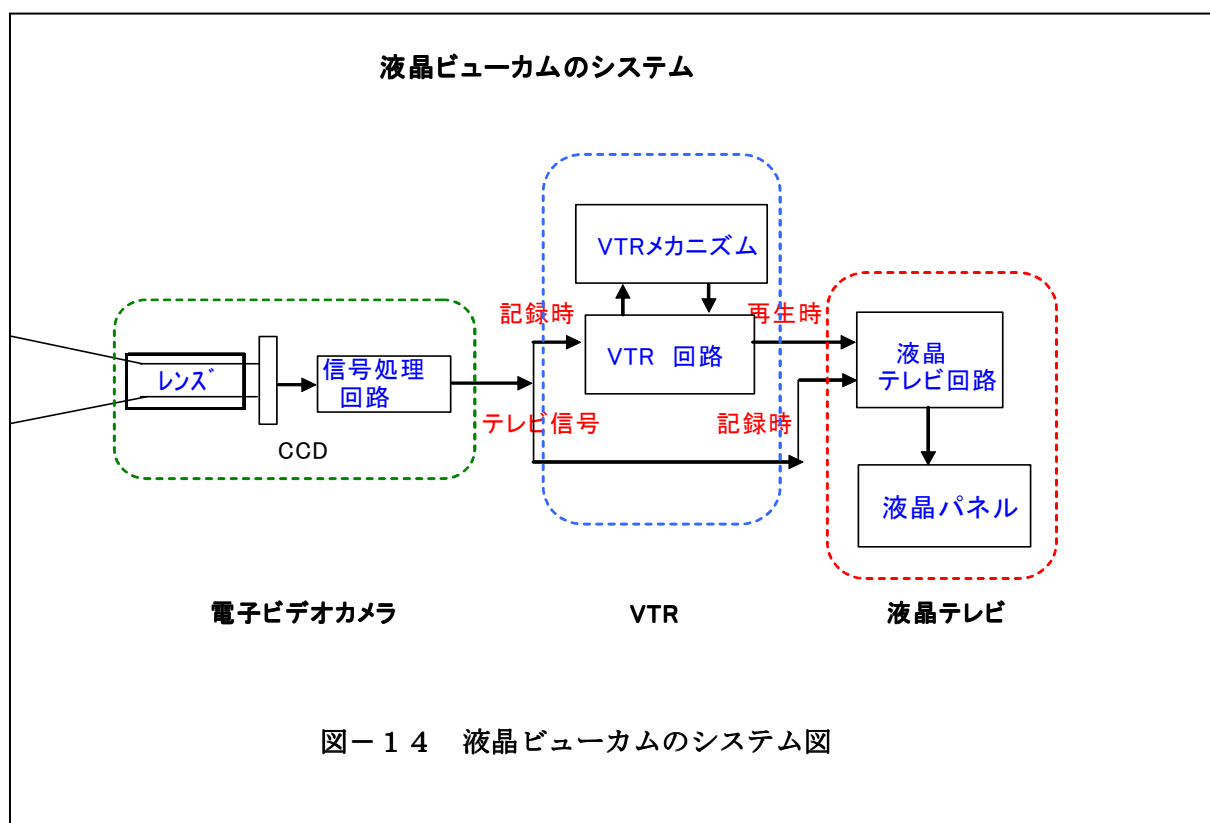 液晶ビューカムのシステム
VTRメカニズム
記録時
再生時
VTR 回路
液晶
テレビ回路
レンズ
信号処理
回路
テレビ信号
記録時
CCD
液晶パネル
電子ビデオカメラ
VTR
液晶テレビ
図－１４　液晶ビューカムのシステム図